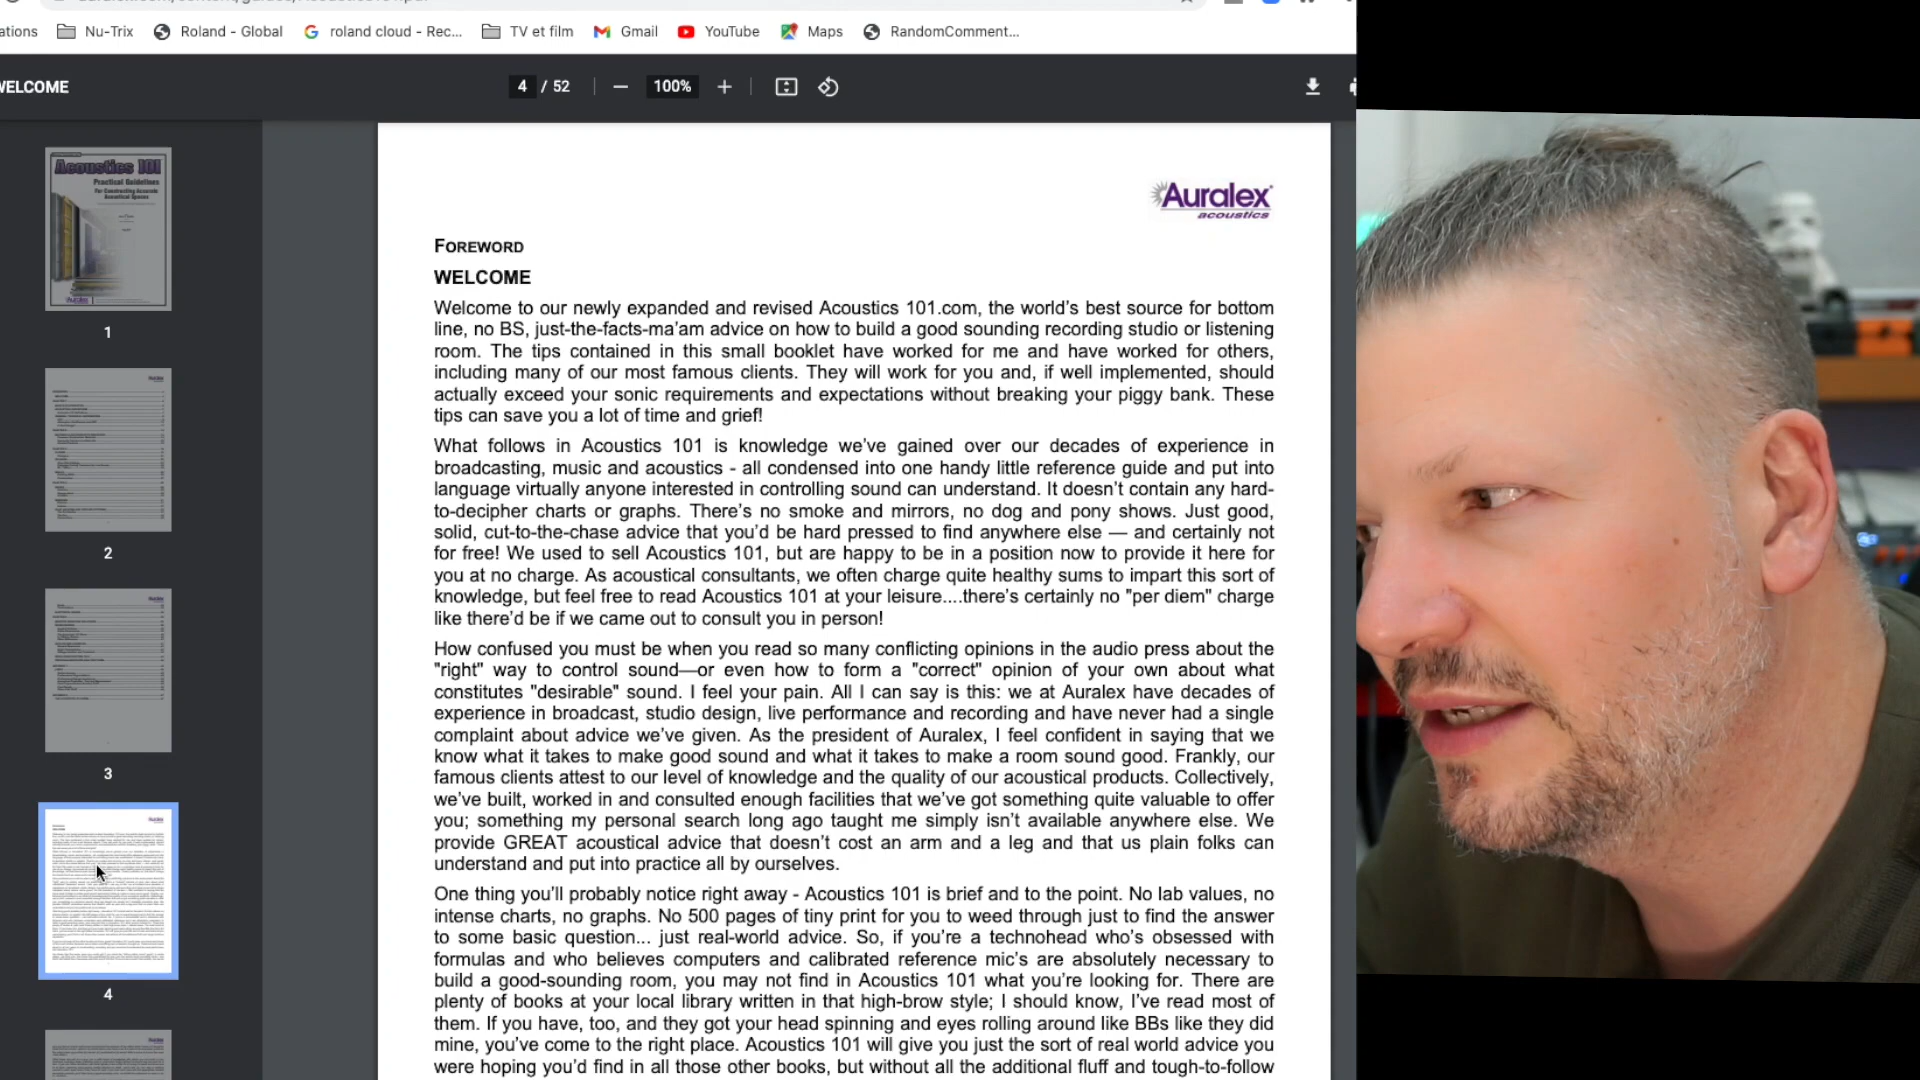 ations Nu-Trix Roland - Global roland cloud - Rec... TV et film Gmail YouTube Maps RandomComment...
WELCOME 4 / 52 100%
Acoustics 101
Practical Guidelines
For Constructing Accurate
Acoustical Spaces
1
2
3
4
Auralex
acoustics
FOREWORD
WELCOME
Welcome to our newly expanded and revised Acoustics 101.com, the world's best source for bottom
line, no BS, just-the-facts-ma'am advice on how to build a good sounding recording studio or listening
room. The tips contained in this small booklet have worked for me and have worked for others,
including many of our most famous clients. They will work for you and, if well implemented, should
actually exceed your sonic requirements and expectations without breaking your piggy bank. These
tips can save you a lot of time and grief!
What follows in Acoustics 101 is knowledge we've gained over our decades of experience in
broadcasting, music and acoustics - all condensed into one handy little reference guide and put into
language virtually anyone interested in controlling sound can understand. It doesn't contain any hard-
to-decipher charts or graphs. There's no smoke and mirrors, no dog and pony shows. Just good,
solid, cut-to-the-chase advice that you'd be hard pressed to find anywhere else — and certainly not
for free! We used to sell Acoustics 101, but are happy to be in a position now to provide it here for
you at no charge. As acoustical consultants, we often charge quite healthy sums to impart this sort of
knowledge, but feel free to read Acoustics 101 at your leisure....there's certainly no "per diem" charge
like there'd be if we came out to consult you in person!
How confused you must be when you read so many conflicting opinions in the audio press about the
"right" way to control sound—or even how to form a "correct" opinion of your own about what
constitutes "desirable" sound. I feel your pain. All I can say is this: we at Auralex have decades of
experience in broadcast, studio design, live performance and recording and have never had a single
complaint about advice we've given. As the president of Auralex, I feel confident in saying that we
know what it takes to make good sound and what it takes to make a room sound good. Frankly, our
famous clients attest to our level of knowledge and the quality of our acoustical products. Collectively,
we've built, worked in and consulted enough facilities that we've got something quite valuable to offer
you; something my personal search long ago taught me simply isn't available anywhere else. We
provide GREAT acoustical advice that doesn't cost an arm and a leg and that us plain folks can
understand and put into practice all by ourselves.
One thing you'll probably notice right away - Acoustics 101 is brief and to the point. No lab values, no
intense charts, no graphs. No 500 pages of tiny print for you to weed through just to find the answer
to some basic question... just real-world advice. So, if you're a technohead who's obsessed with
formulas and who believes computers and calibrated reference mic's are absolutely necessary to
build a good-sounding room, you may not find in Acoustics 101 what you're looking for. There are
plenty of books at your local library written in that high-brow style; I should know, I've read most of
them. If you have, too, and they got your head spinning and eyes rolling around like BBs like they did
mine, you've come to the right place. Acoustics 101 will give you just the sort of real world advice you
were hoping you'd find in all those other books, but without all the additional fluff and tough-to-follow